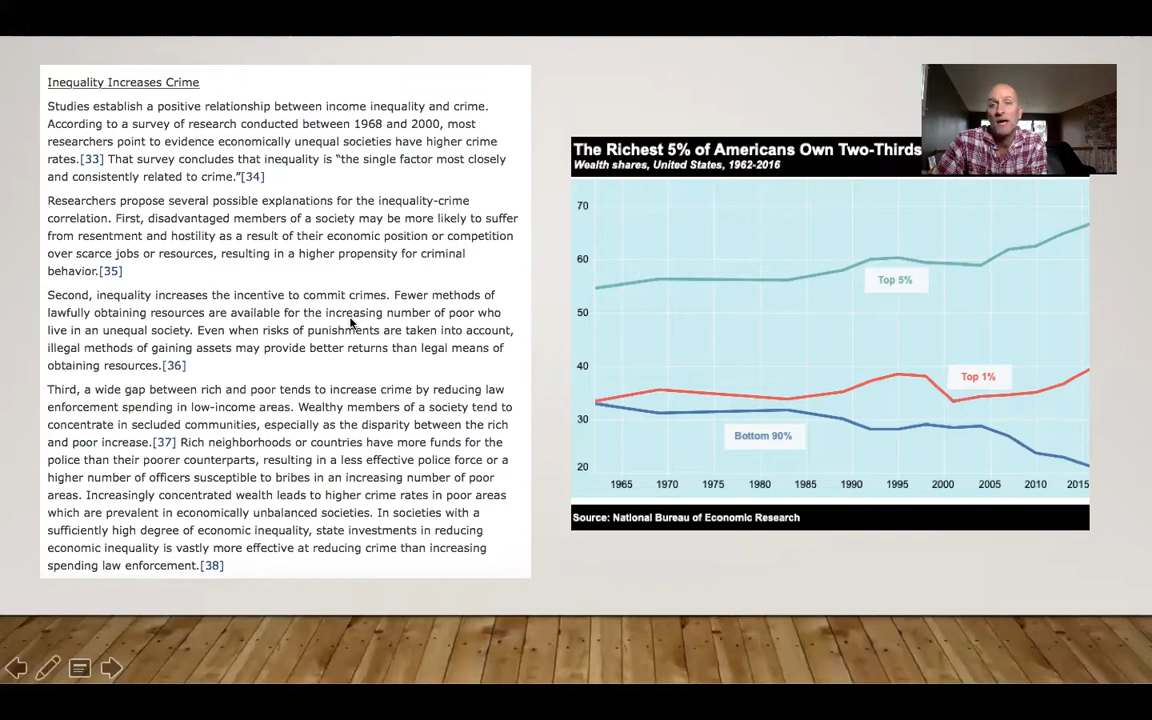 Inequality Increases Crime
Studies establish a positive relationship between income inequality and crime.
According to a survey of research conducted between 1968 and 2000, most
researchers point to evidence economically unequal societies have higher crime
rates.[33] That survey concludes that inequality is “the single factor most closely
and consistently related to crime.”[34]
Researchers propose several possible explanations for the inequality-crime
correlation. First, disadvantaged members of a society may be more likely to suffer
from resentment and hostility as a result of their economic position or competition
over scarce jobs or resources, resulting in a higher propensity for criminal
behavior.[35]
Second, inequality increases the incentive to commit crimes. Fewer methods of
lawfully obtaining resources are available for the increasing number of poor who
live in an unequal society. Even when risks of punishments are taken into account,
illegal methods of gaining assets may provide better returns than legal means of
obtaining resources.[36]
Third, a wide gap between rich and poor tends to increase crime by reducing law
enforcement spending in low-income areas. Wealthy members of a society tend to
concentrate in secluded communities, especially as the disparity between the rich
and poor increase.[37] Rich neighborhoods or countries have more funds for the
police than their poorer counterparts, resulting in a less effective police force or a
higher number of officers susceptible to bribes in an increasing number of poor
areas. Increasingly concentrated wealth leads to higher crime rates in poor areas
which are prevalent in economically unbalanced societies. In societies with a
sufficiently high degree of economic inequality, state investments in reducing
economic inequality is vastly more effective at reducing crime than increasing
spending law enforcement.[38]
The Richest 5% of Americans Own Two-Thirds
Wealth shares, United States, 1962-2016
70
60
Top 5%
50
40
Top 1%
30
Bottom 90%
20
1965 1970 1975 1980 1985 1990 1995 2000 2005 2010 2015
Source: National Bureau of Economic Research